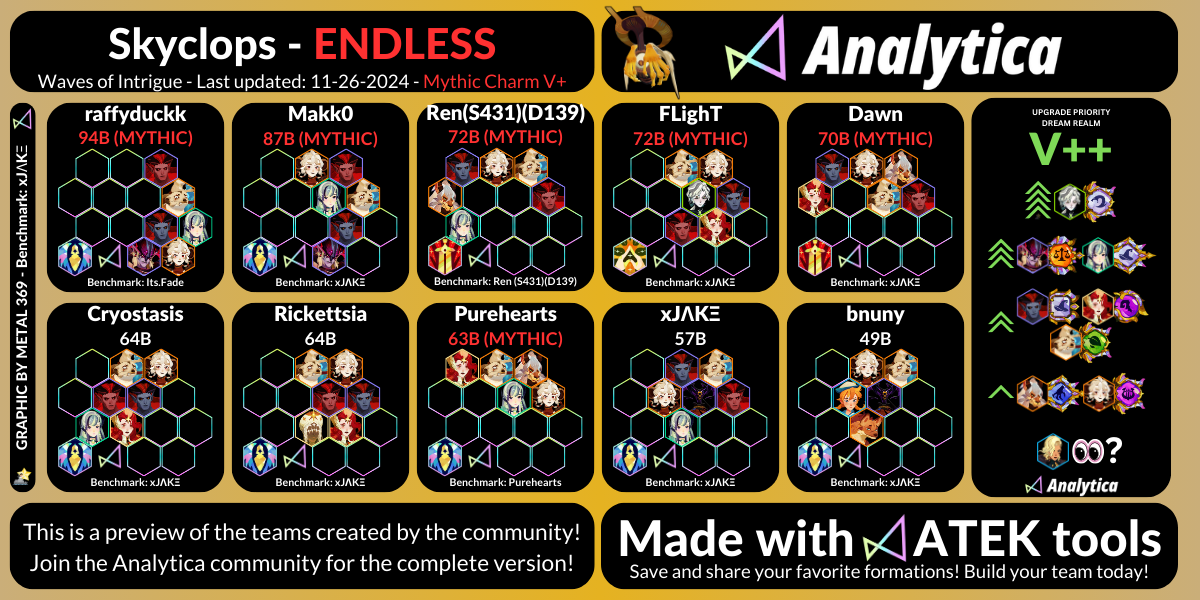 Skyclops - ENDLESS
Waves of Intrigue - Last updated: 11-26-2024 - Mythic Charm V+
Analytica
GRAPHIC BY METAL 369 - Benchmark: xJΛKΞ
raffyduckk
94B (MYTHIC)
Benchmark: Its.Fade
Makk0
87B (MYTHIC)
Benchmark: xJΛKΞ
Ren(S431)(D139)
72B (MYTHIC)
Benchmark: Ren (S431)(D139)
FLighT
72B (MYTHIC)
Benchmark: xJΛKΞ
Dawn
70B (MYTHIC)
Benchmark: xJΛKΞ
Cryostasis
64B
Benchmark: xJΛKΞ
Rickettsia
64B
Benchmark: xJΛKΞ
Purehearts
63B (MYTHIC)
Benchmark: Purehearts
xJΛKΞ
57B
Benchmark: xJΛKΞ
bnuny
49B
Benchmark: xJΛKΞ
UPGRADE PRIORITY
DREAM REALM
V++
?
Analytica
This is a preview of the teams created by the community!
Join the Analytica community for the complete version!
Made with ATEK tools
Save and share your favorite formations! Build your team today!